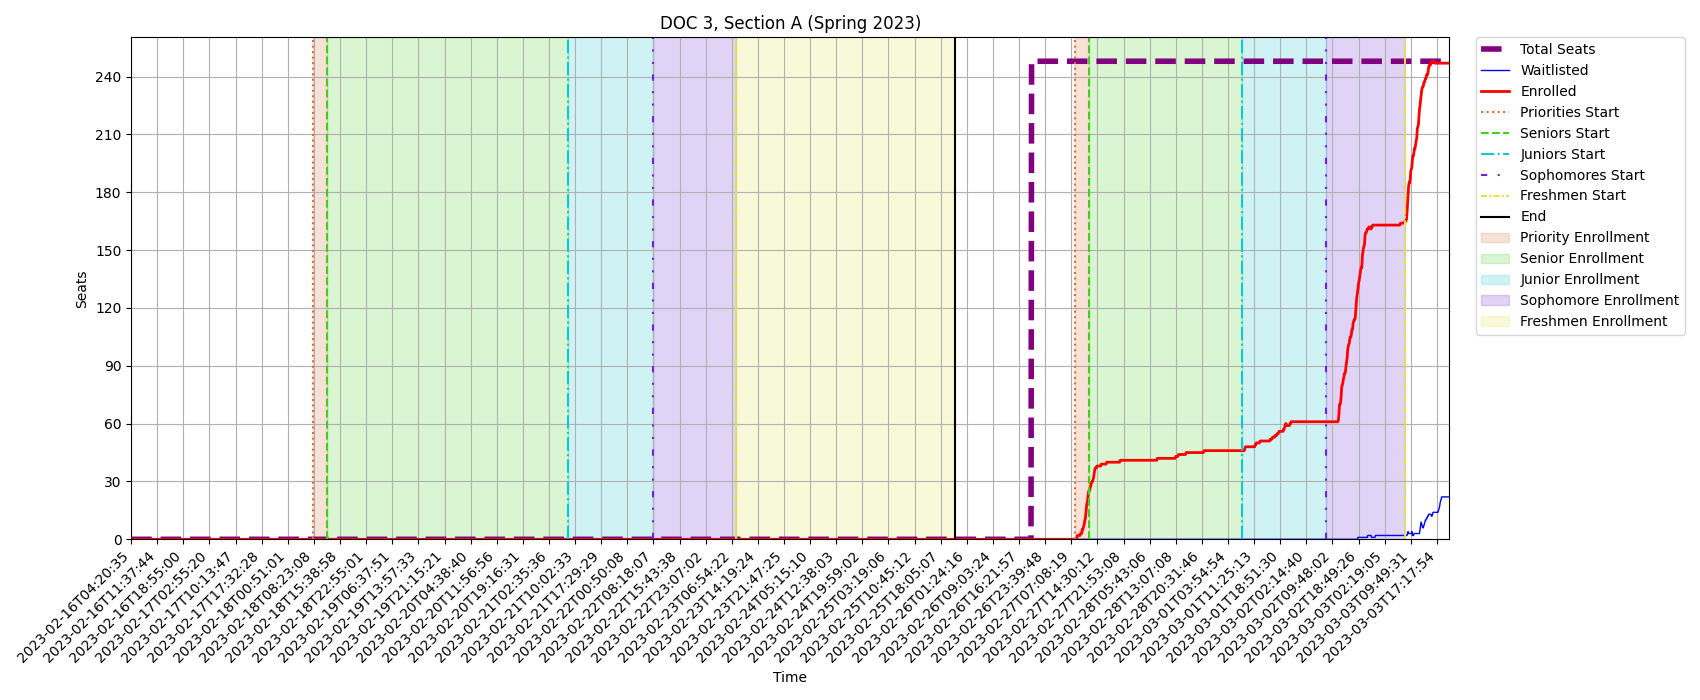 DOC 3, Section A (Spring 2023)
Seats
240
210
180
150
120
90
60
30
0
2023-02-16T04:20:35
2023-02-16T11:37:44
2023-02-16T18:55:00
2023-02-17T02:55:20
2023-02-17T10:13:47
2023-02-17T17:32:28
2023-02-18T00:51:01
2023-02-18T08:23:08
2023-02-18T15:38:58
2023-02-18T22:55:01
2023-02-19T06:37:51
2023-02-19T13:57:33
2023-02-19T21:15:21
2023-02-20T04:38:40
2023-02-20T11:56:56
2023-02-20T19:16:31
2023-02-21T02:35:36
2023-02-21T10:02:33
2023-02-21T17:29:29
2023-02-22T00:50:08
2023-02-22T08:18:07
2023-02-22T15:43:38
2023-02-22T23:07:02
2023-02-23T06:54:22
2023-02-23T14:19:24
2023-02-23T21:47:25
2023-02-24T05:15:10
2023-02-24T12:38:03
2023-02-24T19:59:02
2023-02-25T03:19:06
2023-02-25T10:45:12
2023-02-25T18:05:07
2023-02-26T01:24:16
2023-02-26T09:03:24
2023-02-26T16:21:57
2023-02-26T23:39:48
2023-02-27T07:08:19
2023-02-27T14:30:12
2023-02-27T21:53:08
2023-02-28T05:43:06
2023-02-28T13:07:08
2023-02-28T20:31:46
2023-03-01T03:54:54
2023-03-01T11:25:13
2023-03-01T18:51:30
2023-03-02T02:14:40
2023-03-02T09:48:02
2023-03-02T18:49:26
2023-03-03T02:19:05
2023-03-03T09:49:31
2023-03-03T17:17:54
Time
Total Seats
Waitlisted
Enrolled
Priorities Start
Seniors Start
Juniors Start
Sophomores Start
Freshmen Start
End
Priority Enrollment
Senior Enrollment
Junior Enrollment
Sophomore Enrollment
Freshmen Enrollment